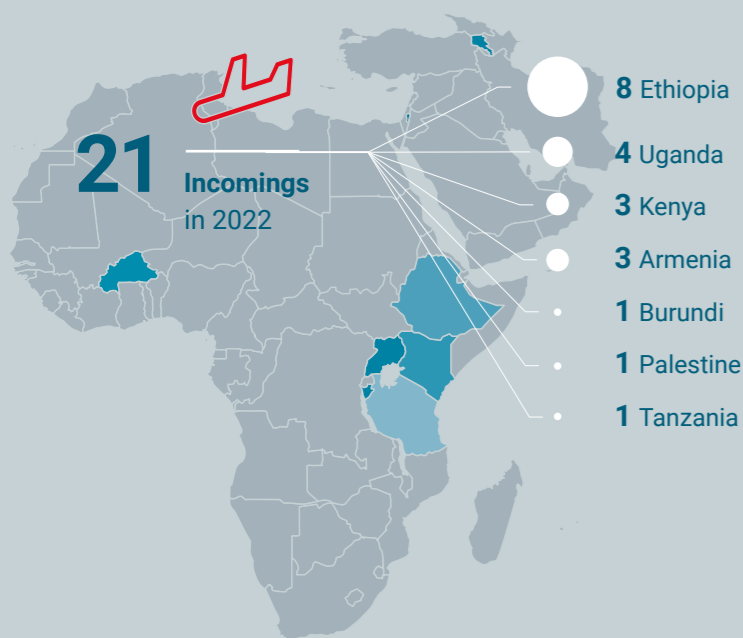 21
Incomings
in 2022
8 Ethiopia
4 Uganda
3 Kenya
3 Armenia
1 Burundi
1 Palestine
1 Tanzania